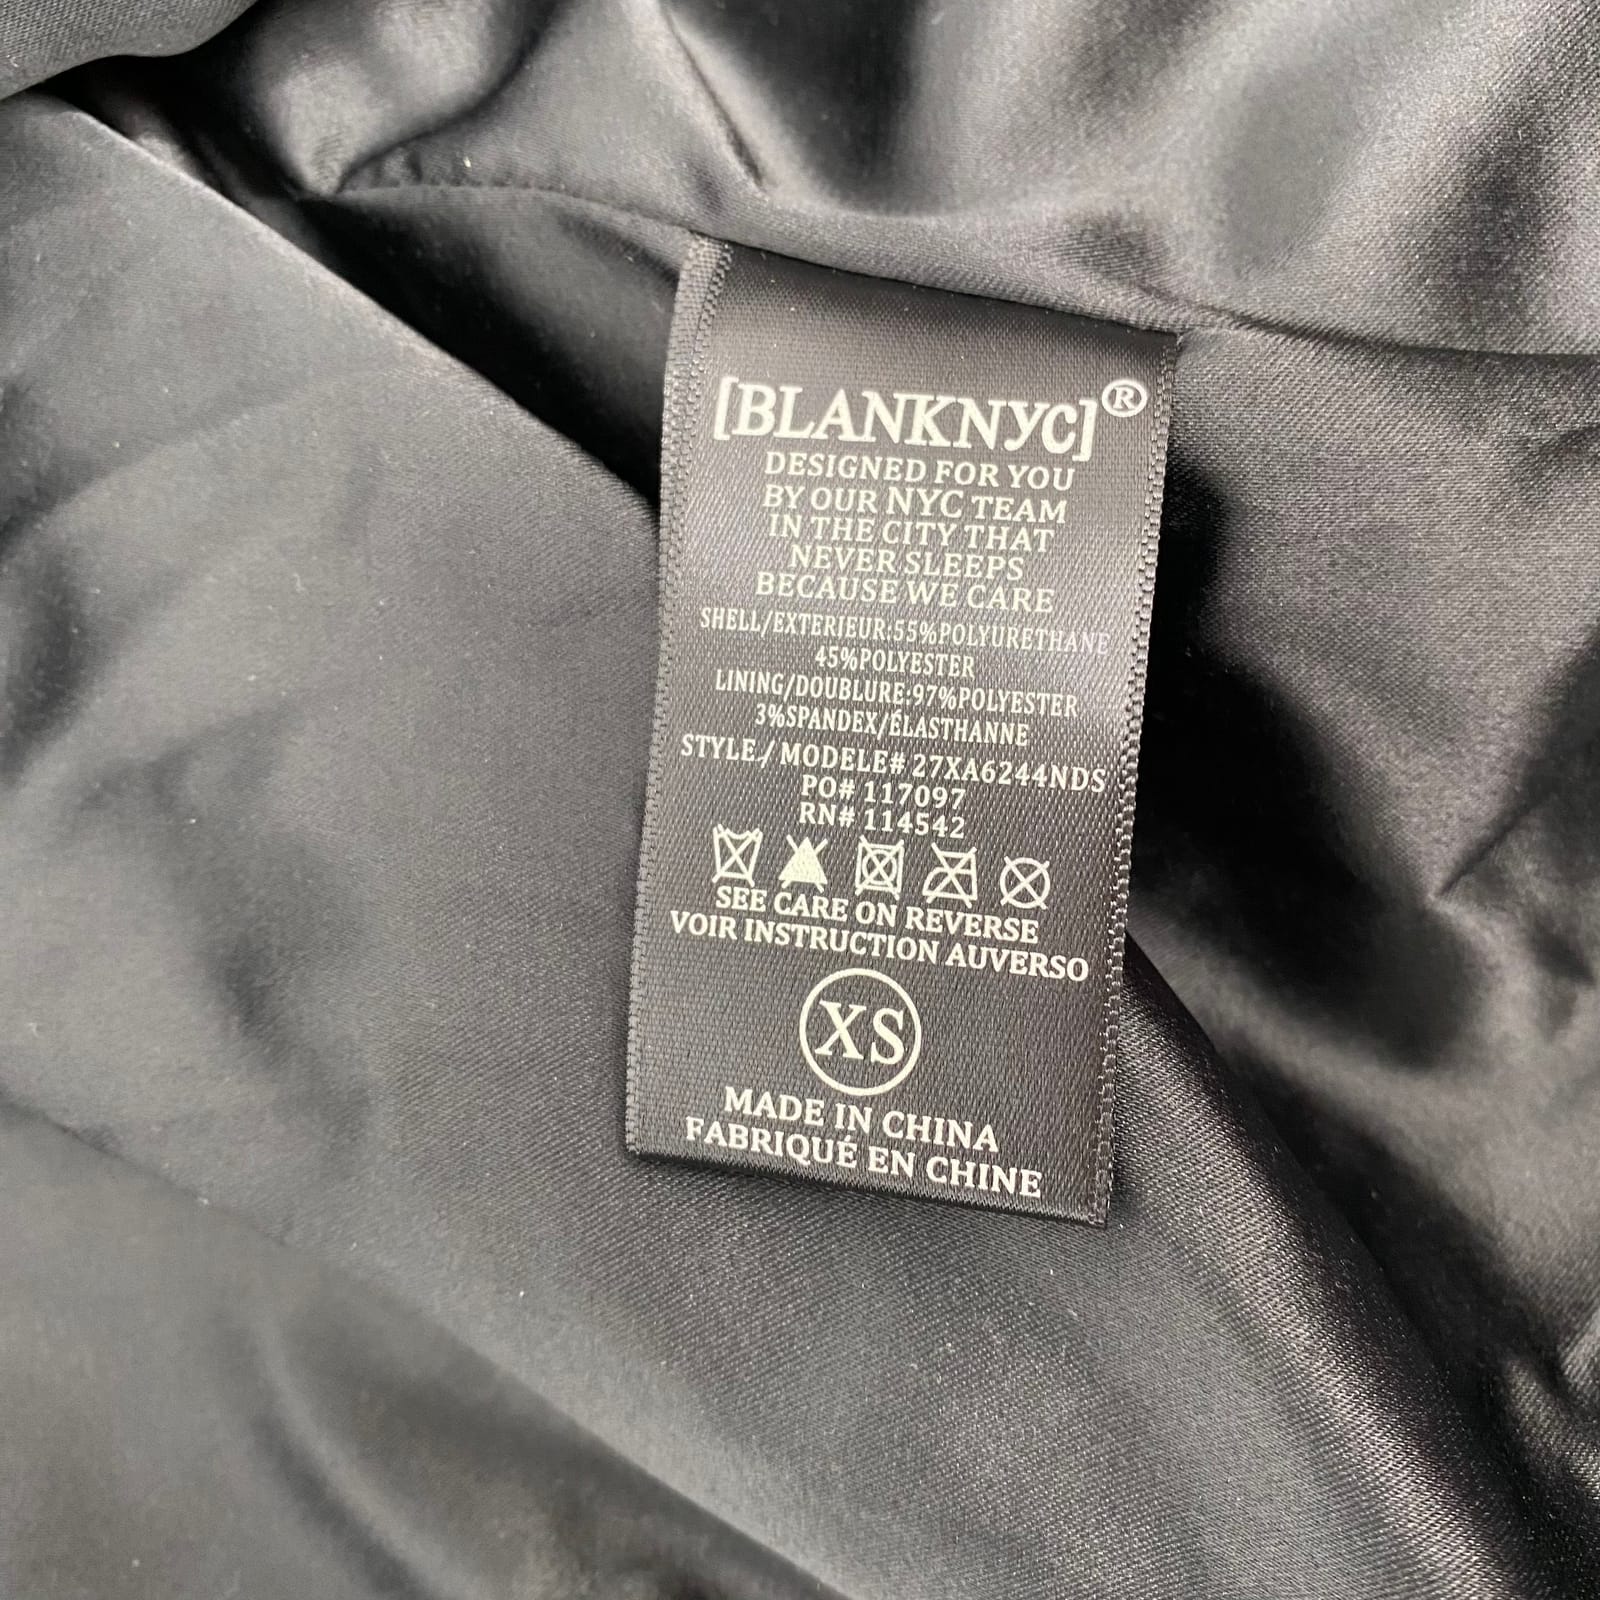 [BLANKNYC]®
DESIGNED FOR YOU
BY OUR NYC TEAM
IN THE CITY THAT
NEVER SLEEPS
BECAUSE WE CARE
SHELL/EXTERIEUR:55%POLYURETHANE
45%POLYESTER
LINING/DOUBLURE:97%POLYESTER
3%SPANDEX/ÉLASTHANNE
STYLE/ MODELE# 27XA6244NDS
PO# 117097
RN# 114542
SEE CARE ON REVERSE
VOIR INSTRUCTION AUVERSO
XS
MADE IN CHINA
FABRIQUÉ EN CHINE